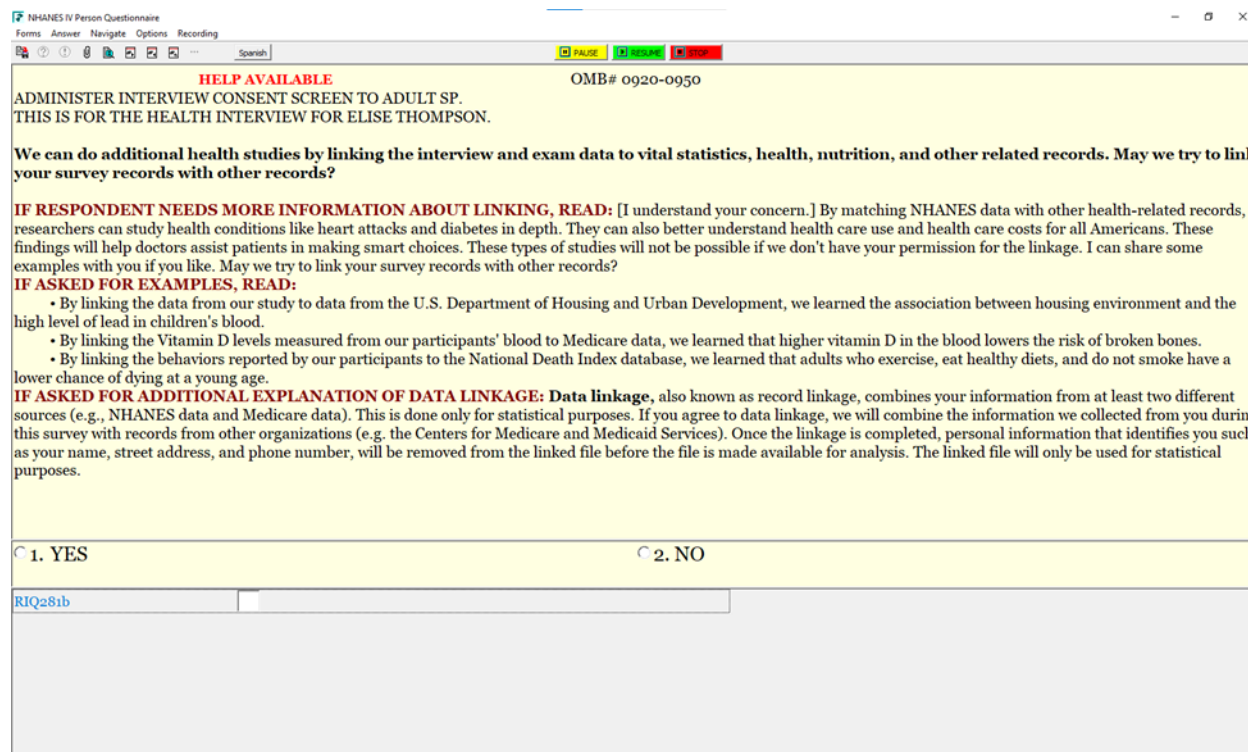 NHANES IV Person Questionnaire
Forms Answer Navigate Options Recording
Spanish PAUSE RESUME STOP
HELP AVAILABLE OMB# 0920-0950
ADMINISTER INTERVIEW CONSENT SCREEN TO ADULT SP.
THIS IS FOR THE HEALTH INTERVIEW FOR ELISE THOMPSON.
We can do additional health studies by linking the interview and exam data to vital statistics, health, nutrition, and other related records. May we try to link
your survey records with other records?
IF RESPONDENT NEEDS MORE INFORMATION ABOUT LINKING, READ: [I understand your concern.] By matching NHANES data with other health-related records,
researchers can study health conditions like heart attacks and diabetes in depth. They can also better understand health care use and health care costs for all Americans. These
findings will help doctors assist patients in making smart choices. These types of studies will not be possible if we don't have your permission for the linkage. I can share some
examples with you if you like. May we try to link your survey records with other records?
IF ASKED FOR EXAMPLES, READ:
• By linking the data from our study to data from the U.S. Department of Housing and Urban Development, we learned the association between housing environment and the
high level of lead in children's blood.
• By linking the Vitamin D levels measured from our participants' blood to Medicare data, we learned that higher vitamin D in the blood lowers the risk of broken bones.
• By linking the behaviors reported by our participants to the National Death Index database, we learned that adults who exercise, eat healthy diets, and do not smoke have a
lower chance of dying at a young age.
IF ASKED FOR ADDITIONAL EXPLANATION OF DATA LINKAGE: Data linkage, also known as record linkage, combines your information from at least two different
sources (e.g., NHANES data and Medicare data). This is done only for statistical purposes. If you agree to data linkage, we will combine the information we collected from you durin
this survey with records from other organizations (e.g. the Centers for Medicare and Medicaid Services). Once the linkage is completed, personal information that identifies you such
as your name, street address, and phone number, will be removed from the linked file before the file is made available for analysis. The linked file will only be used for statistical
purposes.
1. YES 2. NO
RIQ281b